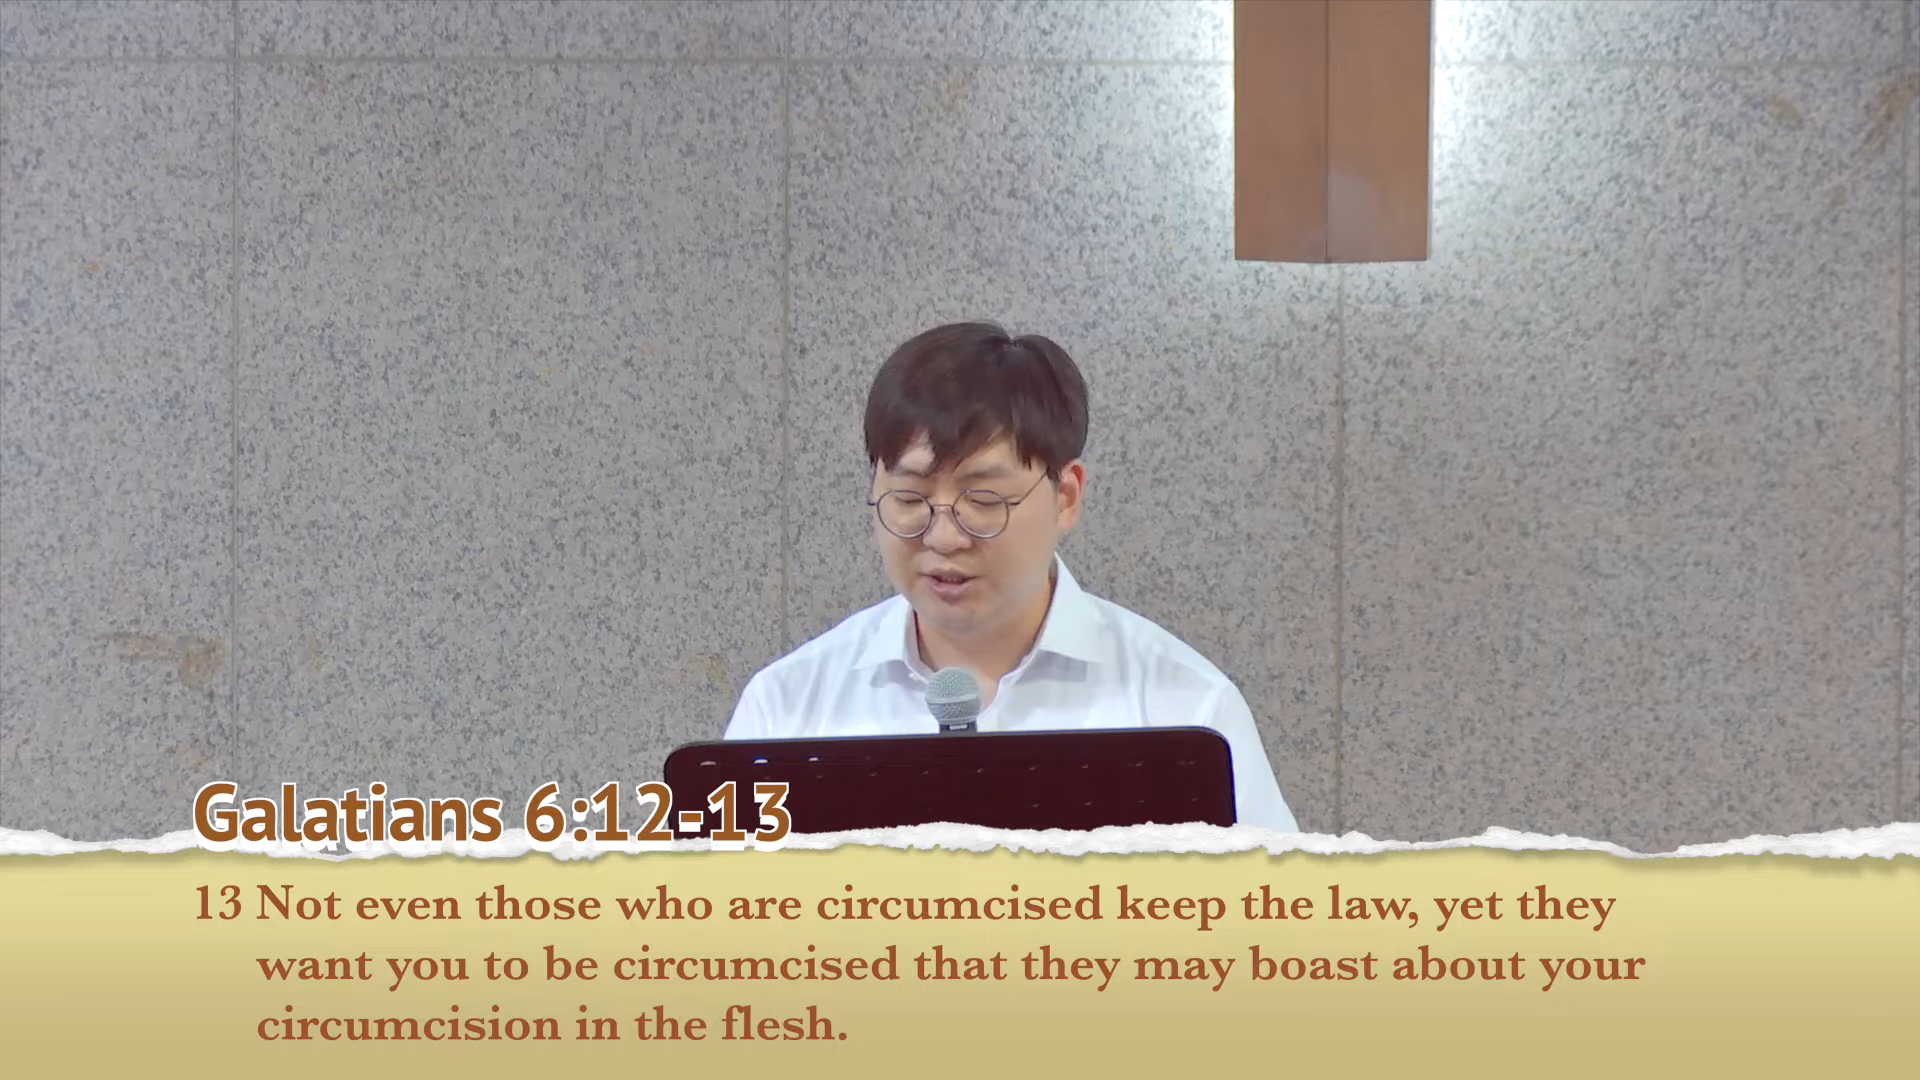 Galatians 6:12-13
13 Not even those who are circumcised keep the law, yet they
want you to be circumcised that they may boast about your
circumcision in the flesh.